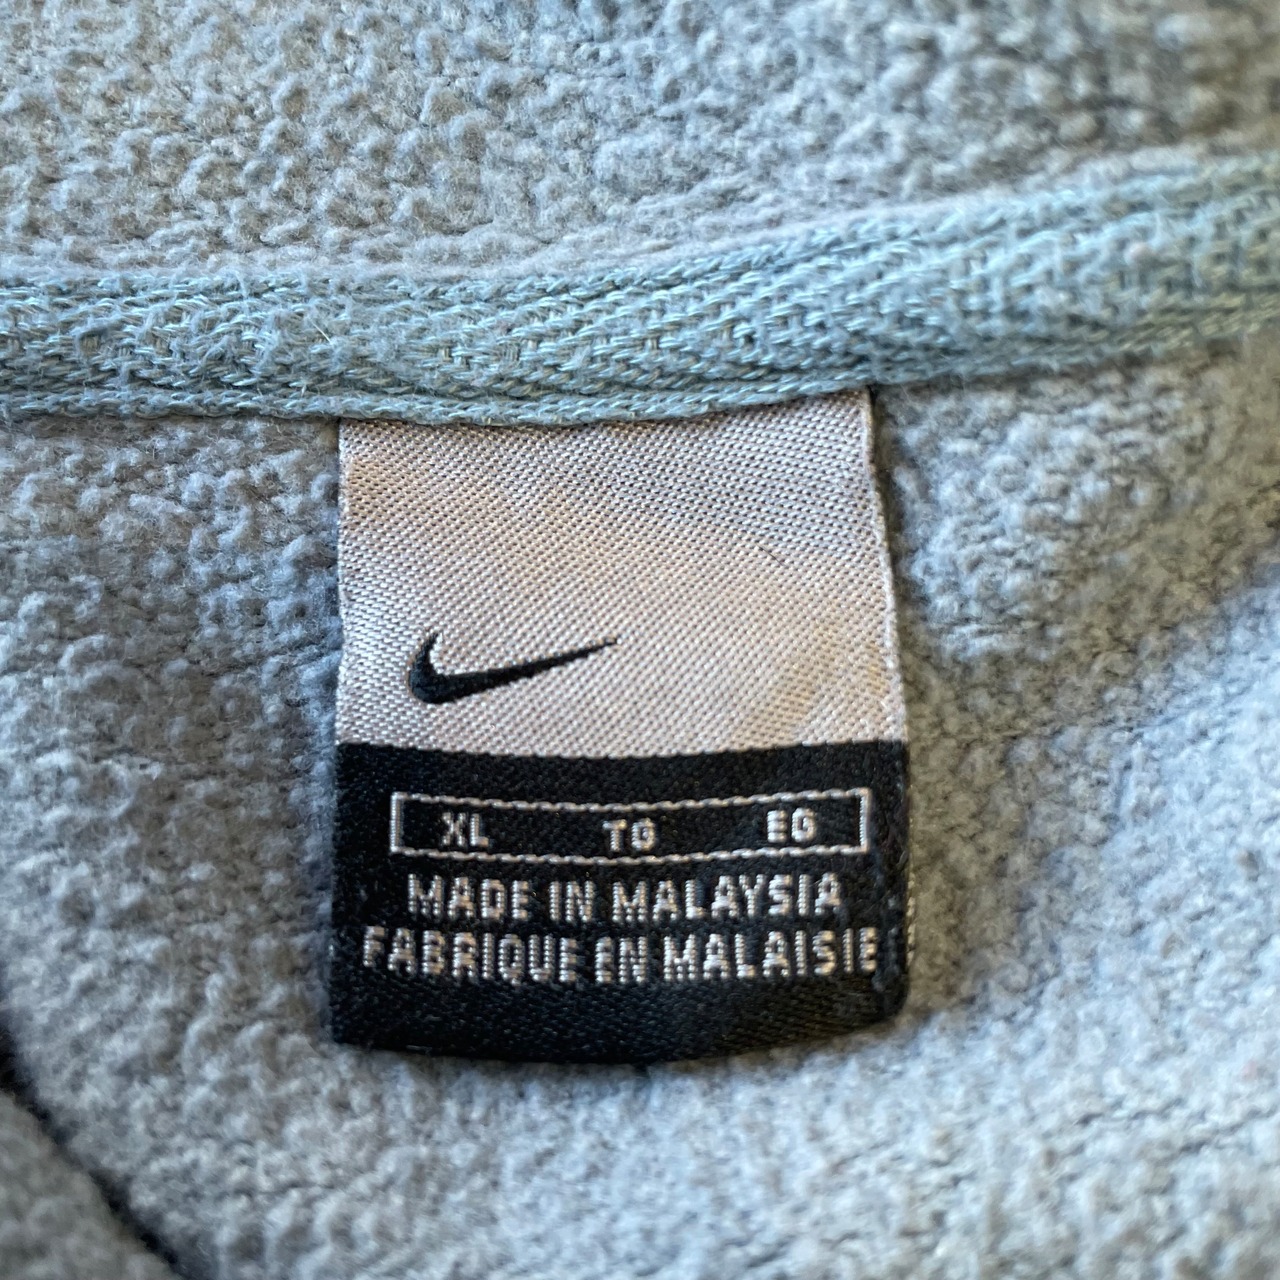 XL TG EG
MADE IN MALAYSIA
FABRIQUE EN MALAISIE